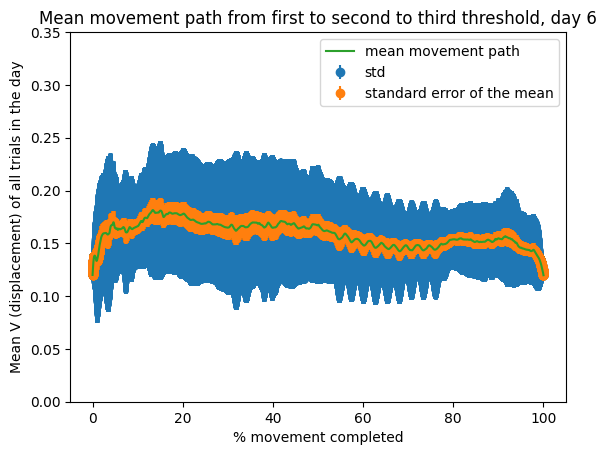 Mean movement path from first to second to third threshold, day 6
mean movement path
std
standard error of the mean
Mean V (displacement) of all trials in the day
0.35
0.30
0.25
0.20
0.15
0.10
0.05
0.00
0 20 40 60 80 100
% movement completed